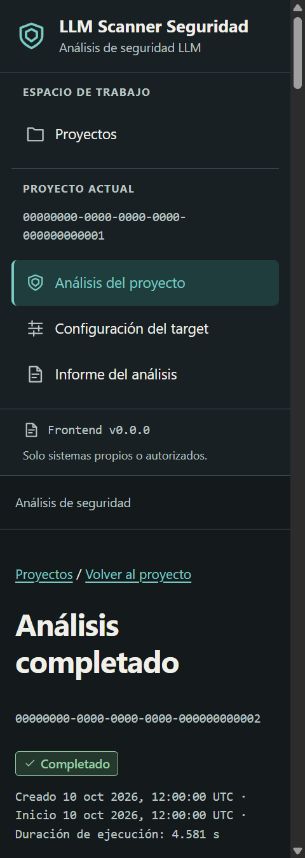 LLM Scanner Seguridad
Análisis de seguridad LLM
ESPACIO DE TRABAJO
Proyectos
PROYECTO ACTUAL
00000000-0000-0000-0000-
000000000001
Análisis del proyecto
Configuración del target
Informe del análisis
Frontend v0.0.0
Solo sistemas propios o autorizados.
Análisis de seguridad
Proyectos / Volver al proyecto
Análisis
completado
00000000-0000-0000-0000-000000000002
✓ Completado
Creado 10 oct 2026, 12:00:00 UTC ·
Inicio 10 oct 2026, 12:00:00 UTC ·
Duración de ejecución: 4.581 s